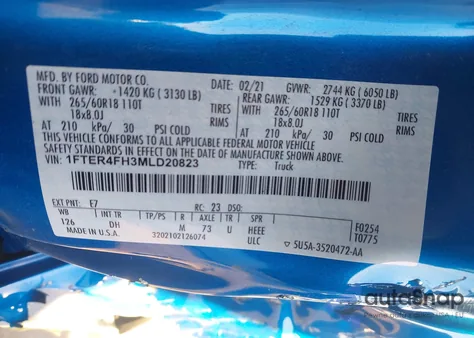 MFD. BY FORD MOTOR CO.
DATE: 02/21 GVWR: 2744 KG ( 6050 LB)
FRONT GAWR: 1420 KG ( 3130 LB) REAR GAWR: 1529 KG ( 3370 LB)
WITH 265/60R18 110T TIRES WITH 265/60R18 110T TIRES
18x8.0J 18x8.0J
AT 210 kPa/ 30 PSI COLD AT 210 kPa/ 30 PSI COLD
THIS VEHICLE CONFORMS TO ALL APPLICABLE FEDERAL MOTOR VEHICLE
SAFETY STANDARDS IN EFFECT ON THE DATE OF MANUFACTURE SHOWN ABOVE.
VIN: 1FTER4FH3MLD20823 TYPE: Truck
EXT PNT: E7 RC: 23 DSO:
WB INT TR TP/PS R AXLE TR SPR
126 DH M 73 U HEEE F0254
MADE IN U.S.A. 3202102126074 ULC T0775
5U5A-3520472-AA
autoSnap